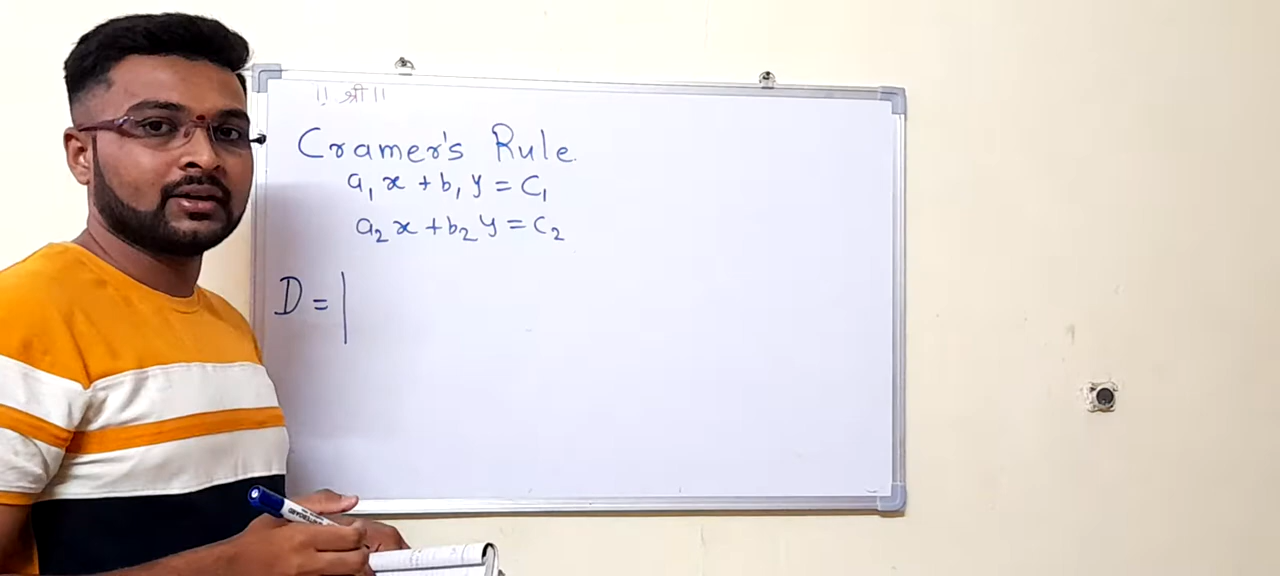 ॥ श्री ॥
Cramer's Rule
a₁x + b₁y = C₁
a₂x + b₂y = C₂
D = |